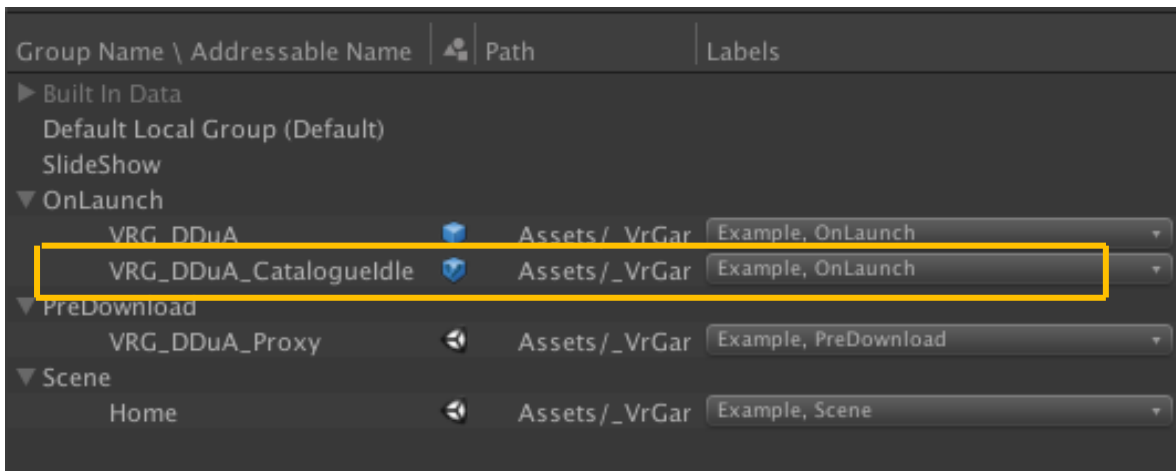 Group Name \ Addressable Name Path Labels
Built In Data
Default Local Group (Default)
SlideShow
OnLaunch
VRG_DDuA Assets/_VrGar Example, OnLaunch
VRG_DDuA_CatalogueIdle Assets/_VrGar Example, OnLaunch
PreDownload
VRG_DDuA_Proxy Assets/_VrGar Example, PreDownload
Scene
Home Assets/_VrGar Example, Scene